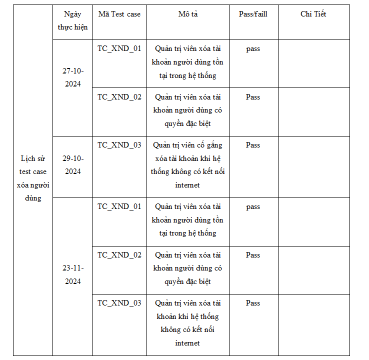 Ngày thực hiện | Mã Test case | Mô tả | Pass/faill | Chi Tiết
Lịch sử test case xóa người dùng
27-10-2024
TC_XND_01 | Quản trị viên xóa tài khoản người dùng tồn tại trong hệ thống | pass
TC_XND_02 | Quản trị viên xóa tài khoản người dùng có quyền đặc biệt | Pass
29-10-2024
TC_XND_03 | Quản trị viên cố gắng xóa tài khoản khi hệ thống không có kết nối internet | Pass
23-11-2024
TC_XND_01 | Quản trị viên xóa tài khoản người dùng tồn tại trong hệ thống | pass
TC_XND_02 | Quản trị viên xóa tài khoản người dùng có quyền đặc biệt | Pass
TC_XND_03 | Quản trị viên xóa tài khoản khi hệ thống không có kết nối internet | Pass